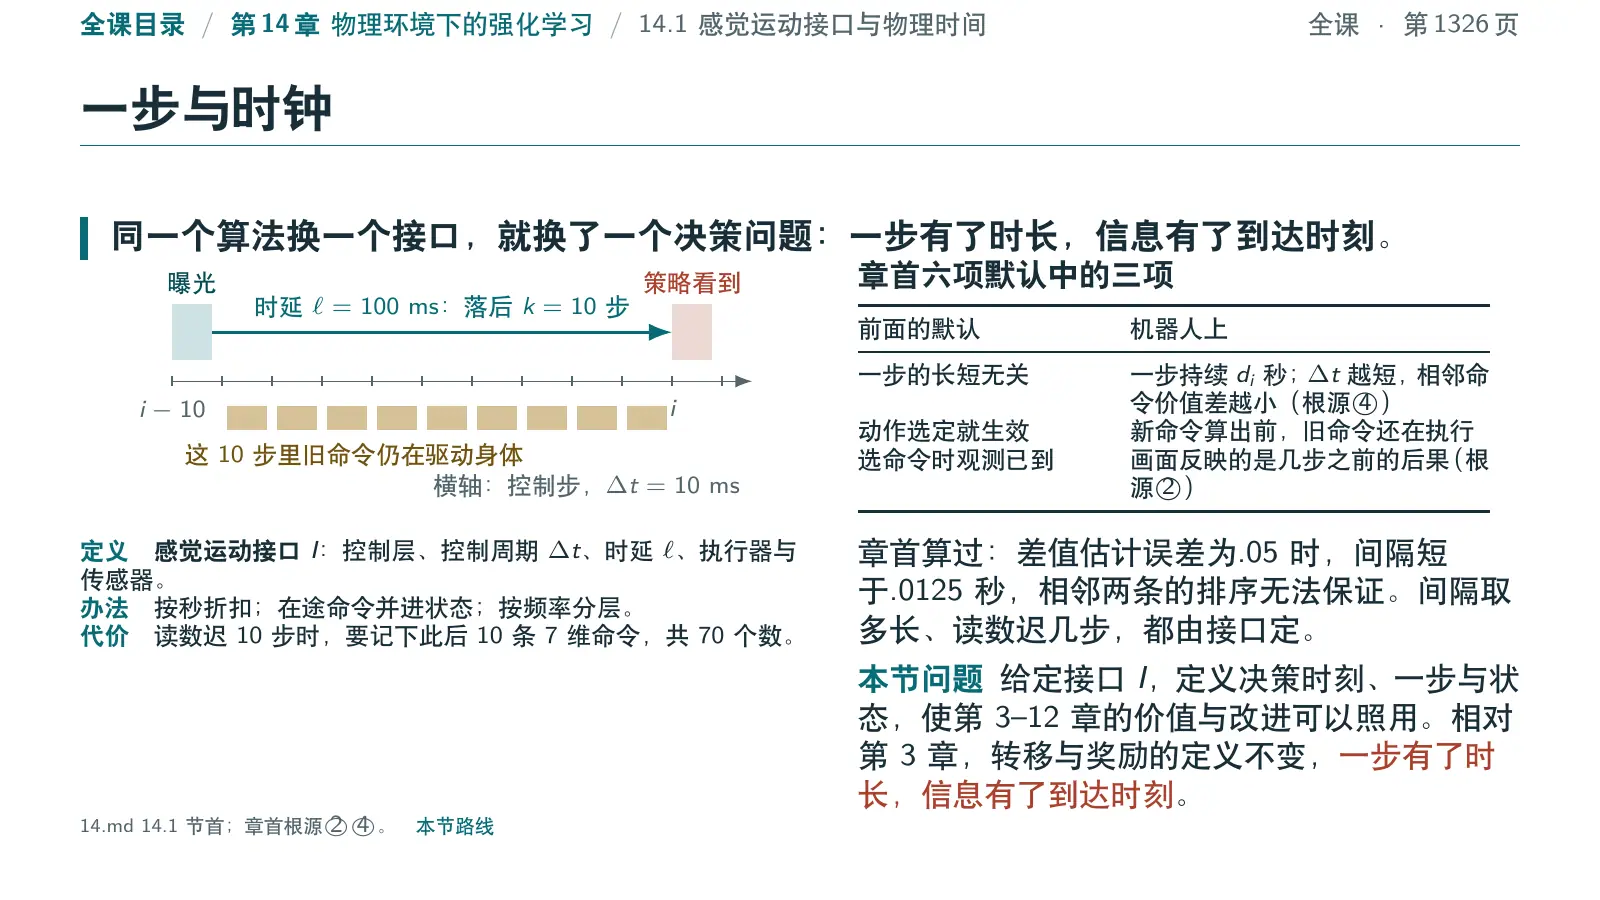 全课目录 / 第 14 章 物理环境下的强化学习 / 14.1 感觉运动接口与物理时间
全课 · 第 1326 页
一步与时钟
同一个算法换一个接口，就换了一个决策问题：一步有了时长，信息有了到达时刻。
曝光
策略看到
时延 ℓ = 100 ms：落后 k = 10 步
i − 10
i
这 10 步里旧命令仍在驱动身体
横轴：控制步，Δt = 10 ms
定义 感觉运动接口 I：控制层、控制周期 Δt、时延 ℓ、执行器与
传感器。
办法 按秒折扣；在途命令并进状态；按频率分层。
代价 读数迟 10 步时，要记下此后 10 条 7 维命令，共 70 个数。
章首六项默认中的三项
前面的默认 机器人上
一步的长短无关 一步持续 dᵢ 秒；Δt 越短，相邻命
令价值差越小（根源④）
动作选定就生效 新命令算出前，旧命令还在执行
选命令时观测已到 画面反映的是几步之前的后果（根
源②）
章首算过：差值估计误差为.05 时，间隔短
于.0125 秒，相邻两条的排序无法保证。间隔取
多长、读数迟几步，都由接口定。
本节问题 给定接口 I，定义决策时刻、一步与状
态，使第 3–12 章的价值与改进可以照用。相对
第 3 章，转移与奖励的定义不变，一步有了时
长，信息有了到达时刻。
14.md 14.1 节首；章首根源②④。 本节路线